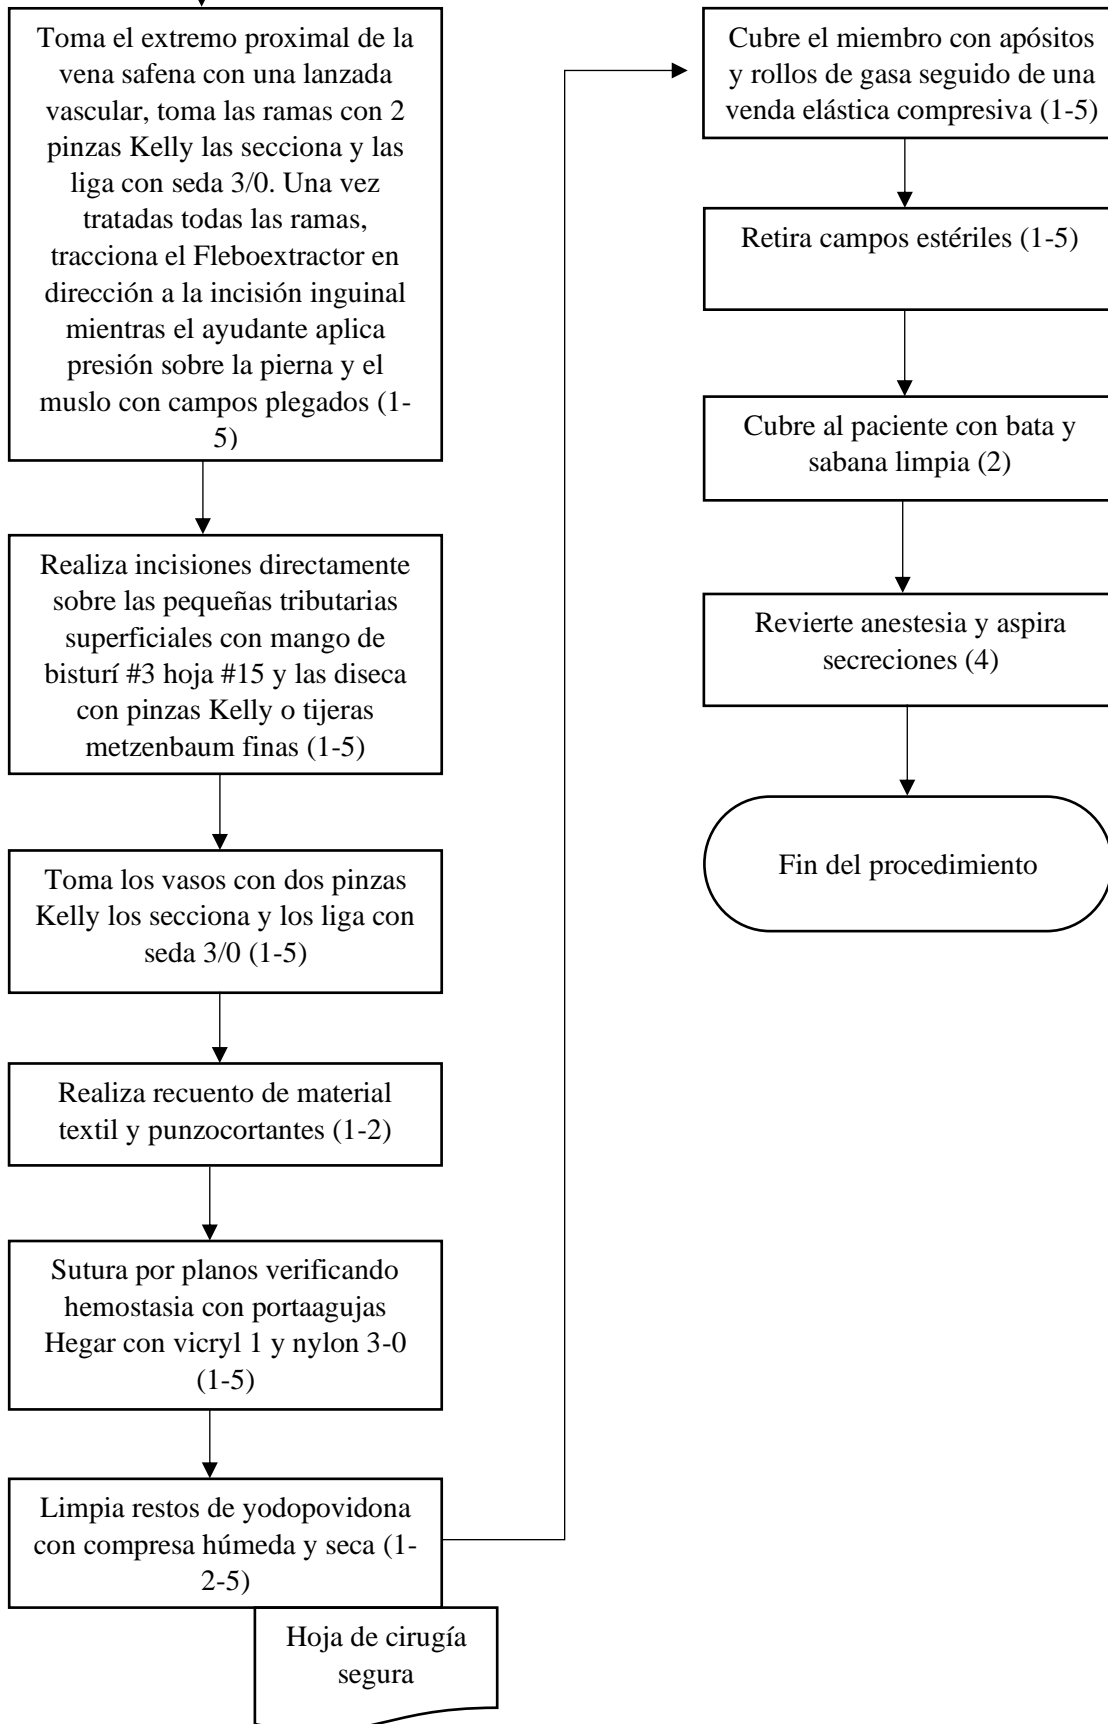 Toma el extremo proximal de la
vena safena con una lanzada
vascular, toma las ramas con 2
pinzas Kelly las secciona y las
liga con seda 3/0. Una vez
tratadas todas las ramas,
tracciona el Fleboextractor en
dirección a la incisión inguinal
mientras el ayudante aplica
presión sobre la pierna y el
muslo con campos plegados (1-
5)
Realiza incisiones directamente
sobre las pequeñas tributarias
superficiales con mango de
bisturí #3 hoja #15 y las diseca
con pinzas Kelly o tijeras
metzenbaum finas (1-5)
Toma los vasos con dos pinzas
Kelly los secciona y los liga con
seda 3/0 (1-5)
Realiza recuento de material
textil y punzocortantes (1-2)
Sutura por planos verificando
hemostasia con portaagujas
Hegar con vicryl 1 y nylon 3-0
(1-5)
Limpia restos de yodopovidona
con compresa húmeda y seca (1-
2-5)
Hoja de cirugía
segura
Cubre el miembro con apósitos
y rollos de gasa seguido de una
venda elástica compresiva (1-5)
Retira campos estériles (1-5)
Cubre al paciente con bata y
sabana limpia (2)
Revierte anestesia y aspira
secreciones (4)
Fin del procedimiento